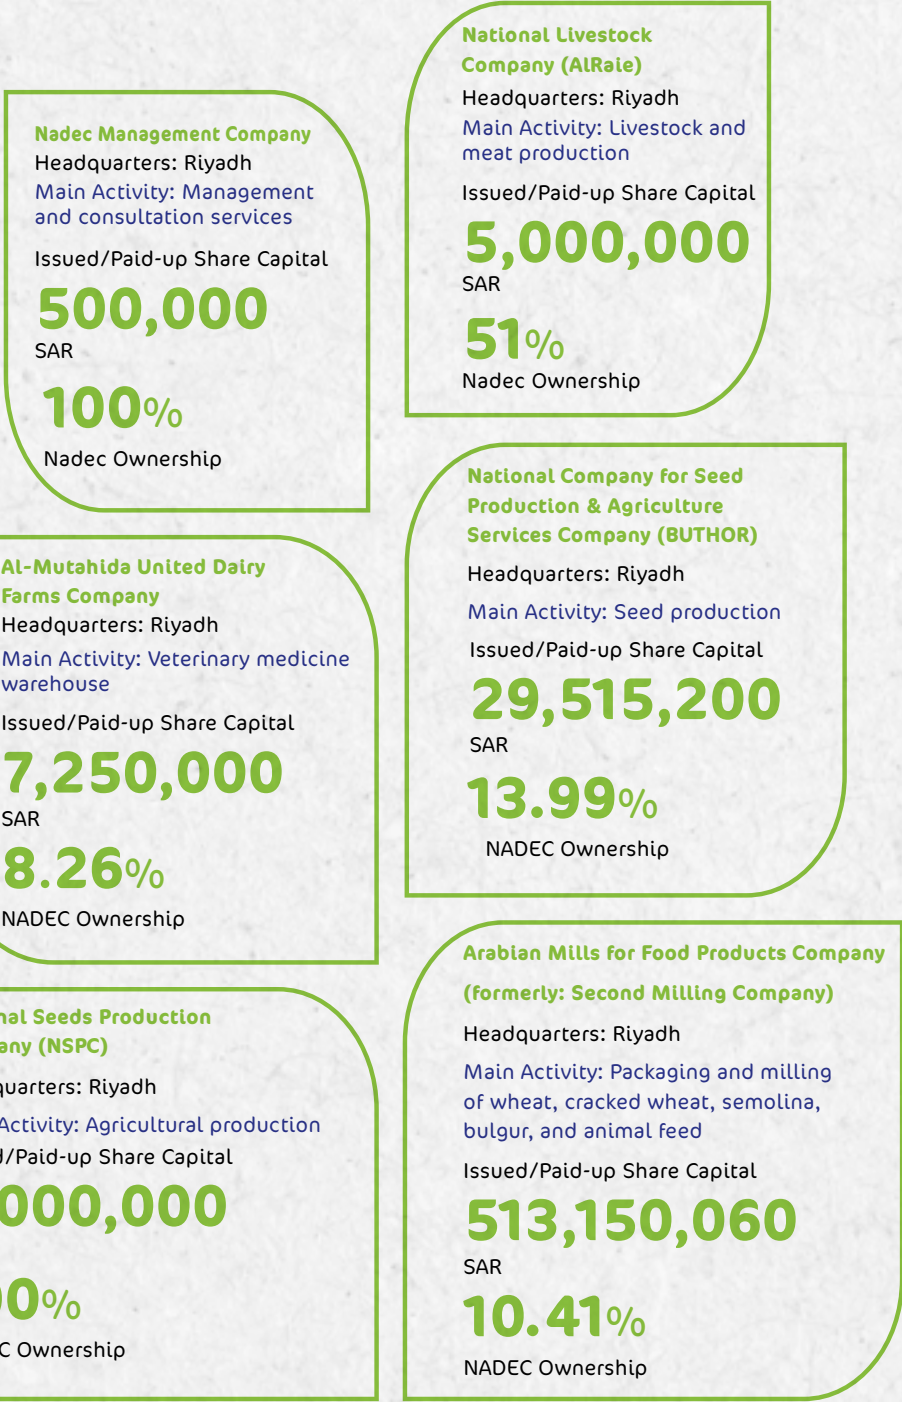 National Livestock
Company (AlRaie)
Headquarters: Riyadh
Main Activity: Livestock and
meat production
Issued/Paid-up Share Capital
5,000,000
SAR
51%
Nadec Ownership
Nadec Management Company
Headquarters: Riyadh
Main Activity: Management
and consultation services
Issued/Paid-up Share Capital
500,000
SAR
100%
Nadec Ownership
National Company for Seed
Production & Agriculture
Services Company (BUTHOR)
Headquarters: Riyadh
Main Activity: Seed production
Issued/Paid-up Share Capital
29,515,200
SAR
13.99%
NADEC Ownership
Al-Mutahida United Dairy
Farms Company
Headquarters: Riyadh
Main Activity: Veterinary medicine
warehouse
Issued/Paid-up Share Capital
7,250,000
SAR
8.26%
NADEC Ownership
Arabian Mills for Food Products Company
(formerly: Second Milling Company)
Headquarters: Riyadh
Main Activity: Packaging and milling
of wheat, cracked wheat, semolina,
bulgur, and animal feed
Issued/Paid-up Share Capital
513,150,060
SAR
10.41%
NADEC Ownership
Seeds Production
(NSPC)
Riyadh
Activity: Agricultural production
/Paid-up Share Capital
000,000
0%
Ownership